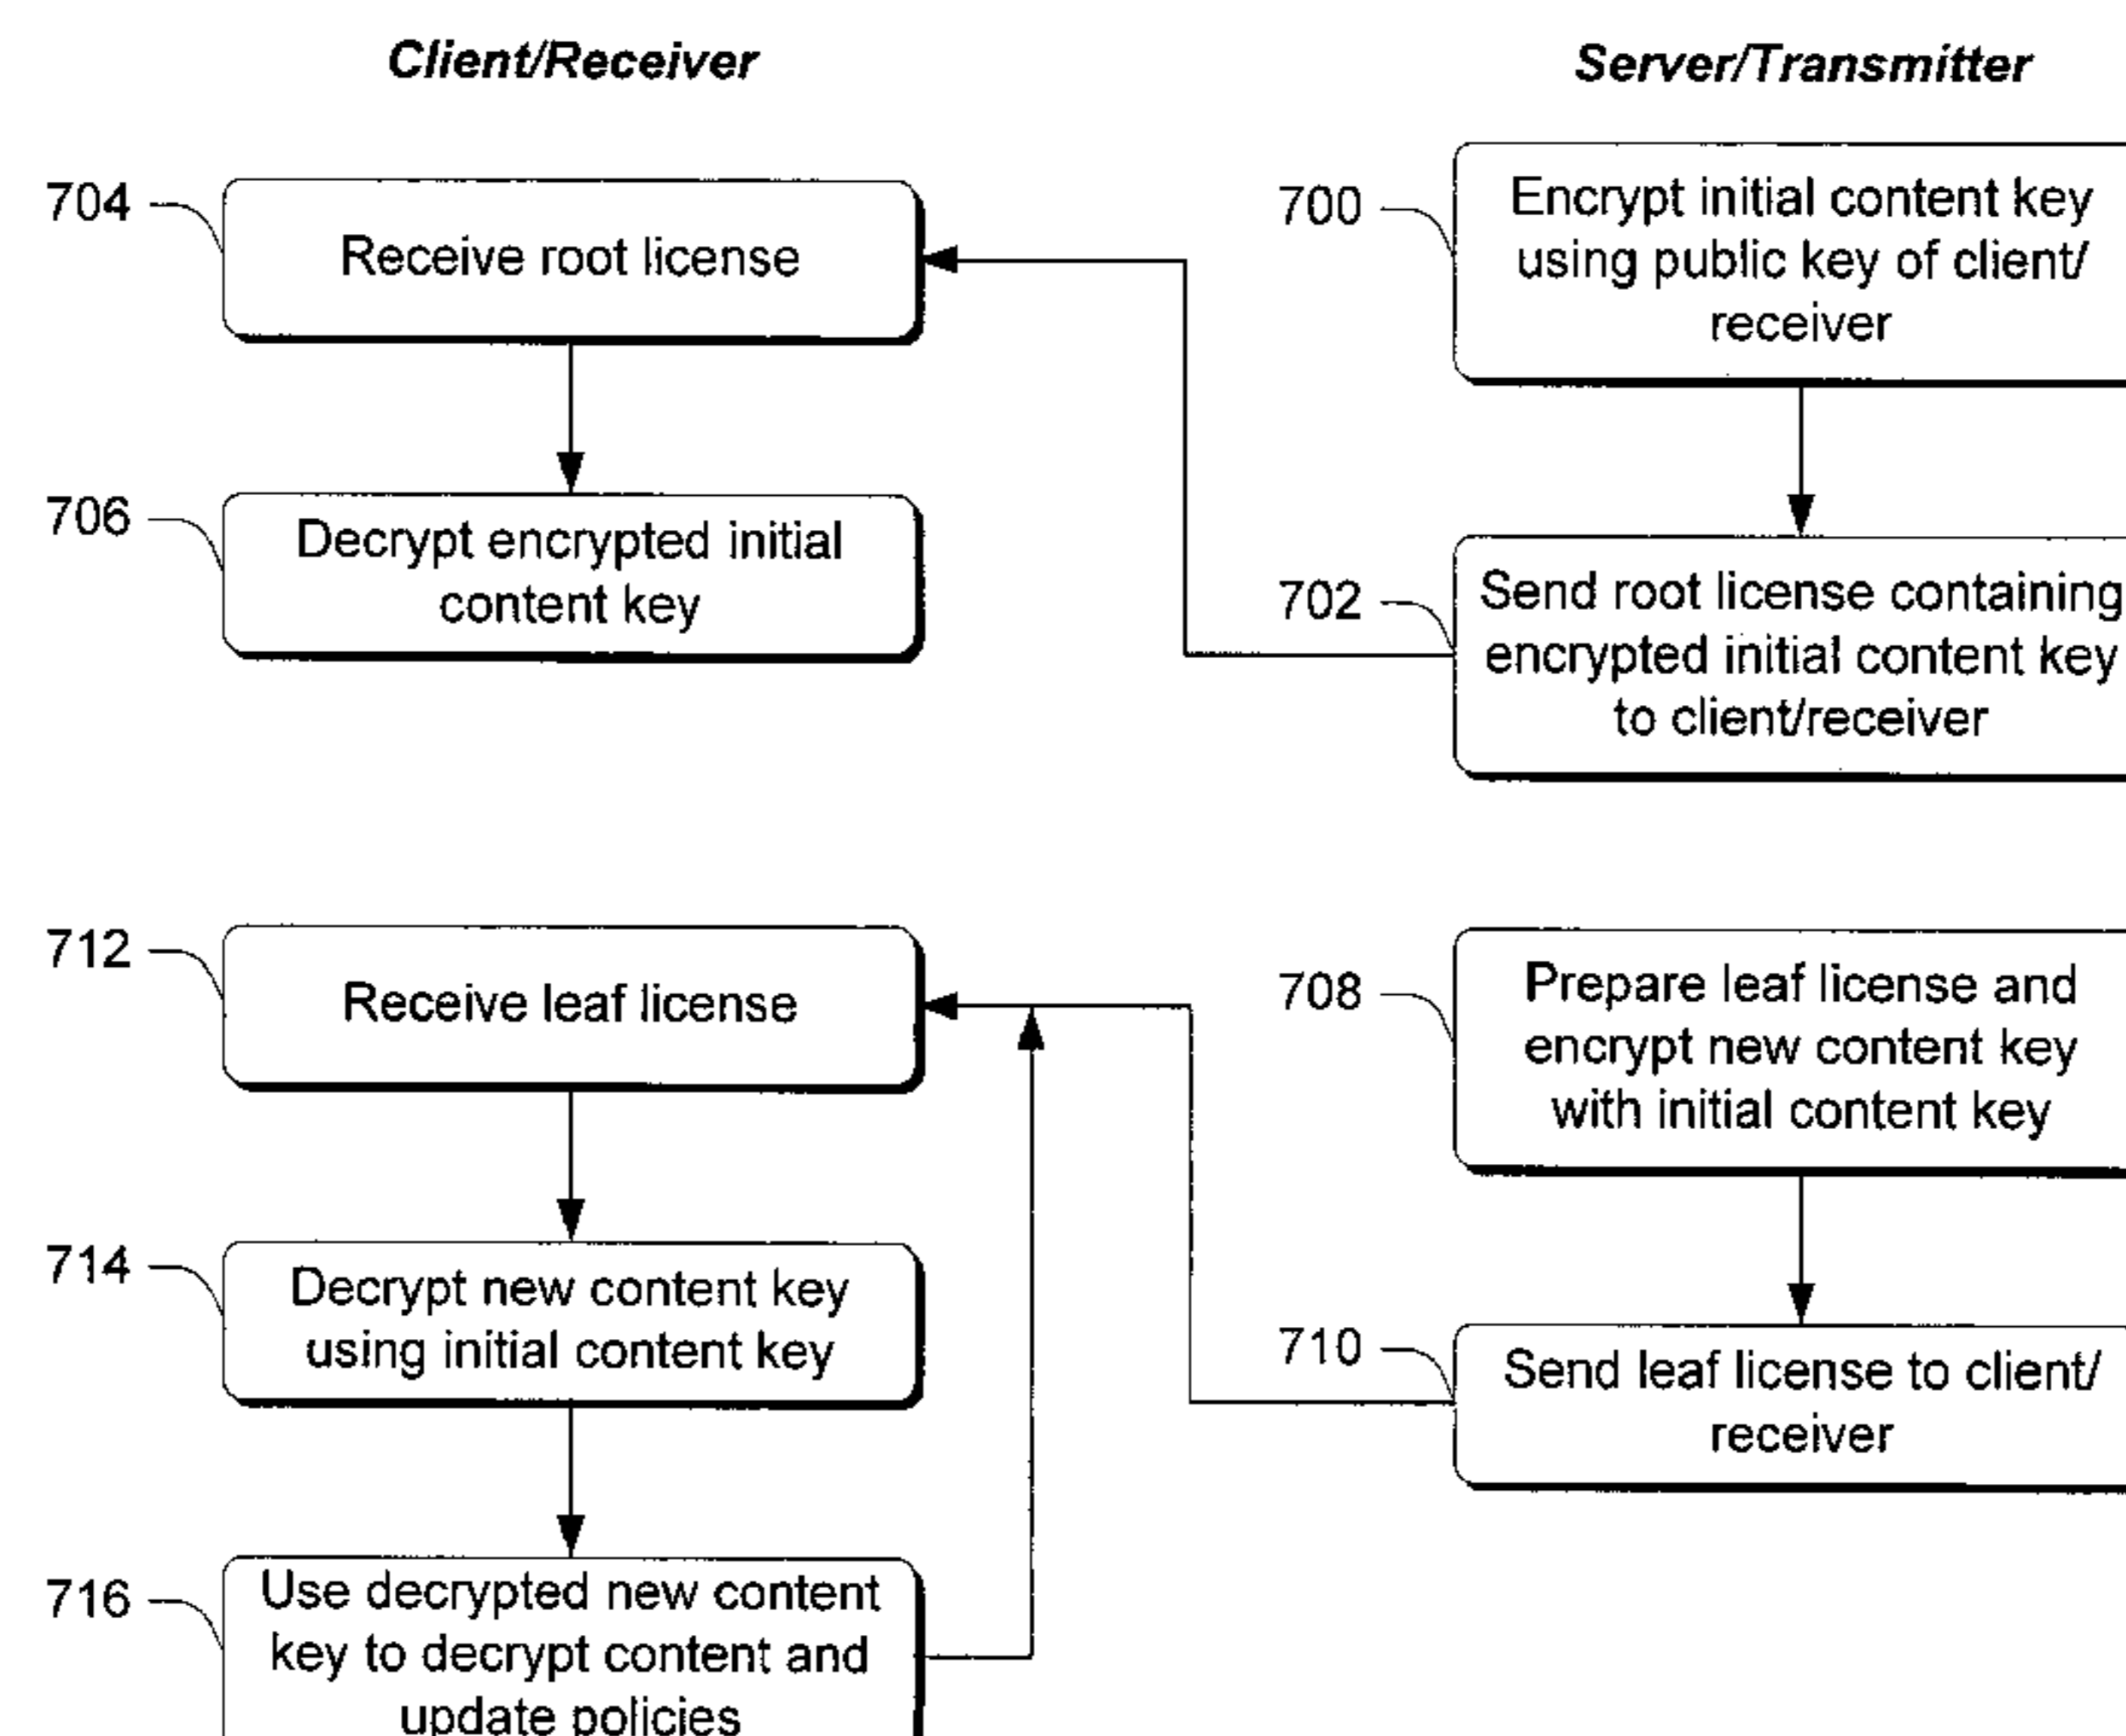 Client/Receiver
Server/Transmitter
704
Receive root license
700
Encrypt initial content key
using public key of client/
receiver
706
Decrypt encrypted initial
content key
702
Send root license containing
encrypted initial content key
to client/receiver
712
Receive leaf license
708
Prepare leaf license and
encrypt new content key
with initial content key
714
Decrypt new content key
using initial content key
710
Send leaf license to client/
receiver
716
Use decrypted new content
key to decrypt content and
update policies